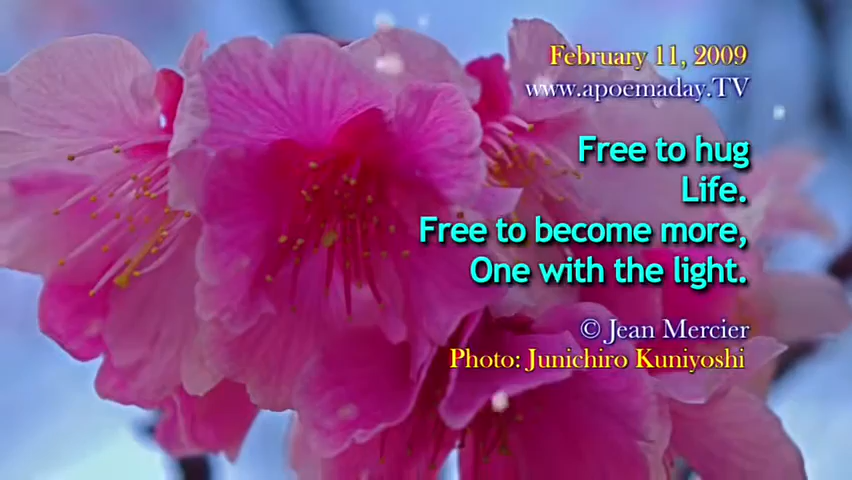 February 11, 2009
www.apoemaday.TV
Free to hug
Life.
Free to become more,
One with the light.
© Jean Mercier
Photo: Junichiro Kuniyoshi